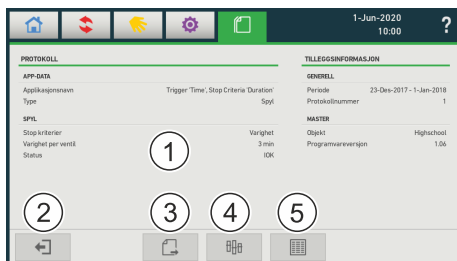 1-Jun-2020
10:00
?
PROTOKOLL
APP-DATA
Applikasjonsnavn Trigger 'Time', Stop Criteria 'Duration'
Type Spyl
SPYL
Stop kriterier Varighet
Varighet per ventil 3 min
Status IOK
TILLEGGSINFORMASJON
GENERELL
Periode 23-Des-2017 - 1-Jan-2018
Protokollnummer 1
MASTER
Objekt Highschool
Programvareversjon 1.06
1
2
3
4
5